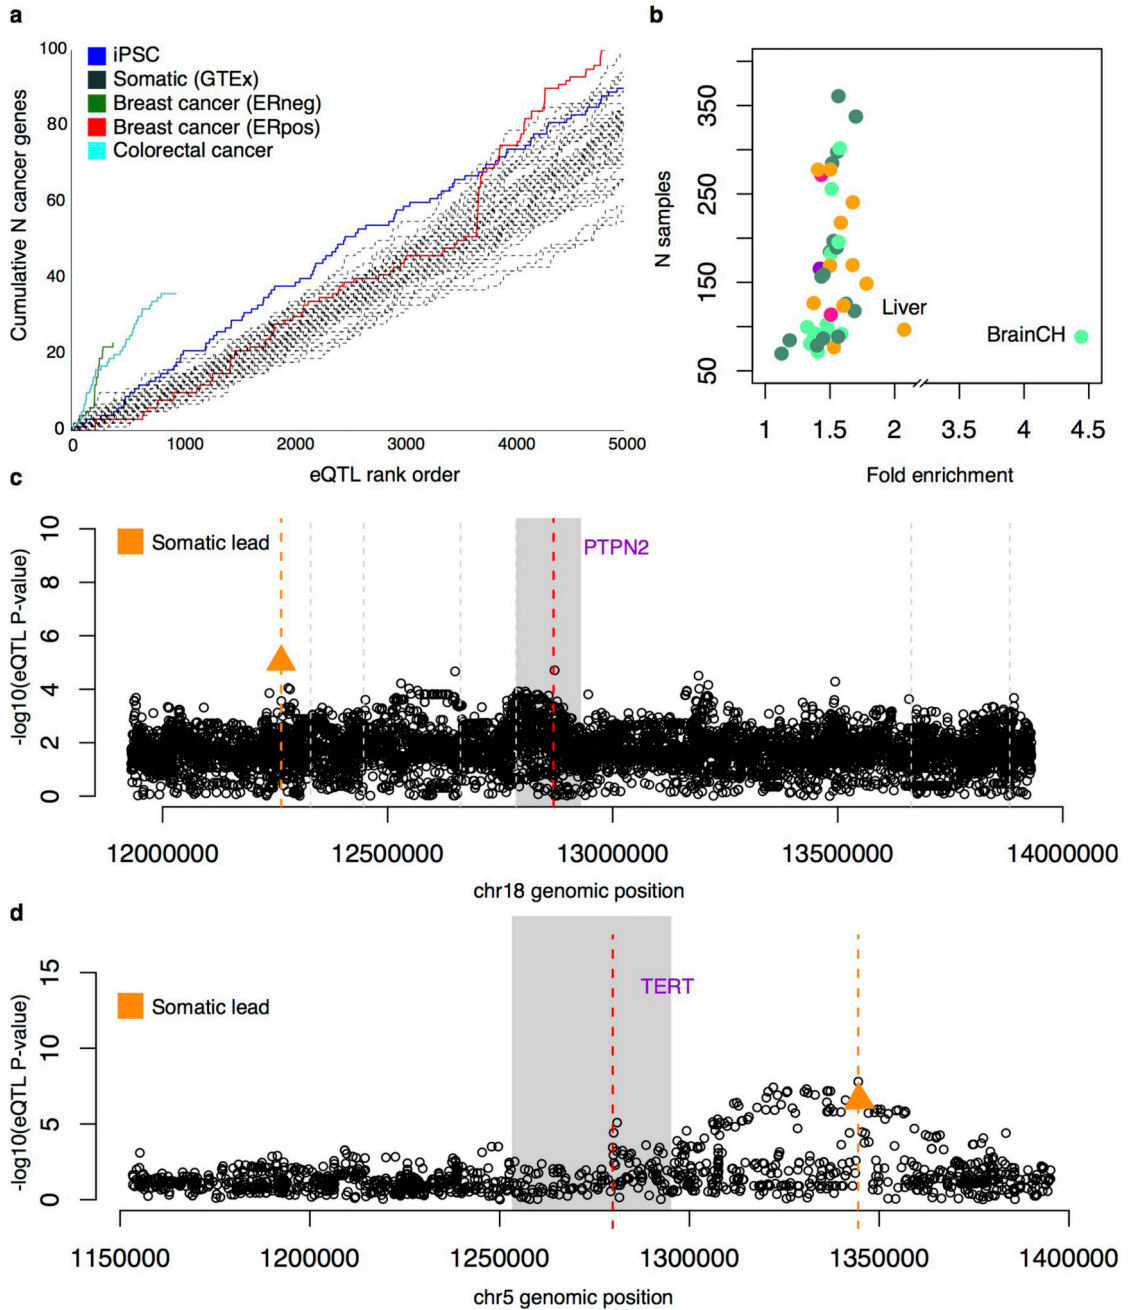 a
100
80
60
40
20
0
Cumulative N cancer genes
iPSC
Somatic (GTEx)
Breast cancer (ERneg)
Breast cancer (ERpos)
Colorectal cancer
0
1000
2000
3000
4000
5000
eQTL rank order
b
N samples
350
250
150
50
Liver
BrainCH
1
1.5
2
3.5
4
4.5
Fold enrichment
c
-log10(eQTL P-value)
10
8
6
4
2
0
Somatic lead
PTPN2
12000000
12500000
13000000
13500000
14000000
chr18 genomic position
d
-log10(eQTL P-value)
15
10
5
0
Somatic lead
TERT
1150000
1200000
1250000
1300000
1350000
1400000
chr5 genomic position